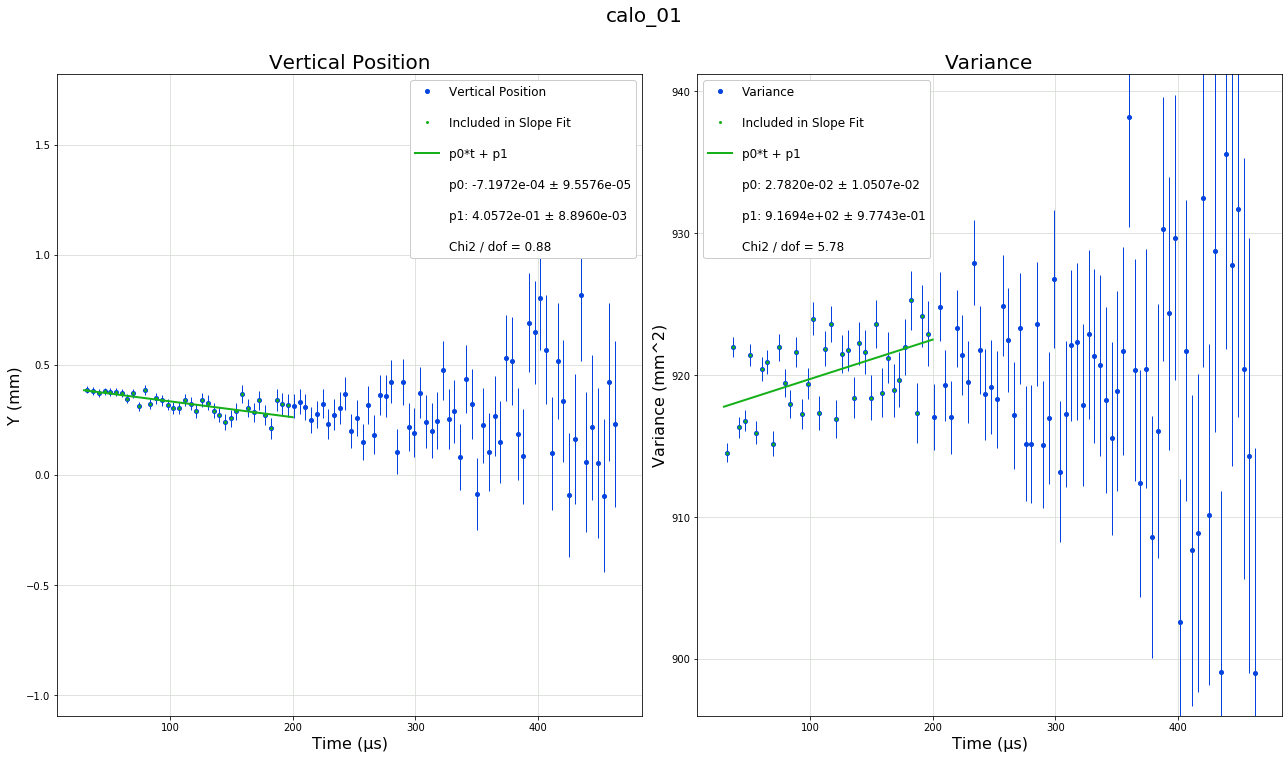 calo_01
Vertical Position
Vertical Position
Included in Slope Fit
p0*t + p1
p0: -7.1972e-04 ± 9.5576e-05
p1: 4.0572e-01 ± 8.8960e-03
Chi2 / dof = 0.88
1.5
1.0
0.5
0.0
−0.5
−1.0
Y (mm)
100
200
300
400
Time (μs)
Variance
Variance
Included in Slope Fit
p0*t + p1
p0: 2.7820e-02 ± 1.0507e-02
p1: 9.1694e+02 ± 9.7743e-01
Chi2 / dof = 5.78
940
930
920
910
900
Variance (mm^2)
100
200
300
400
Time (μs)